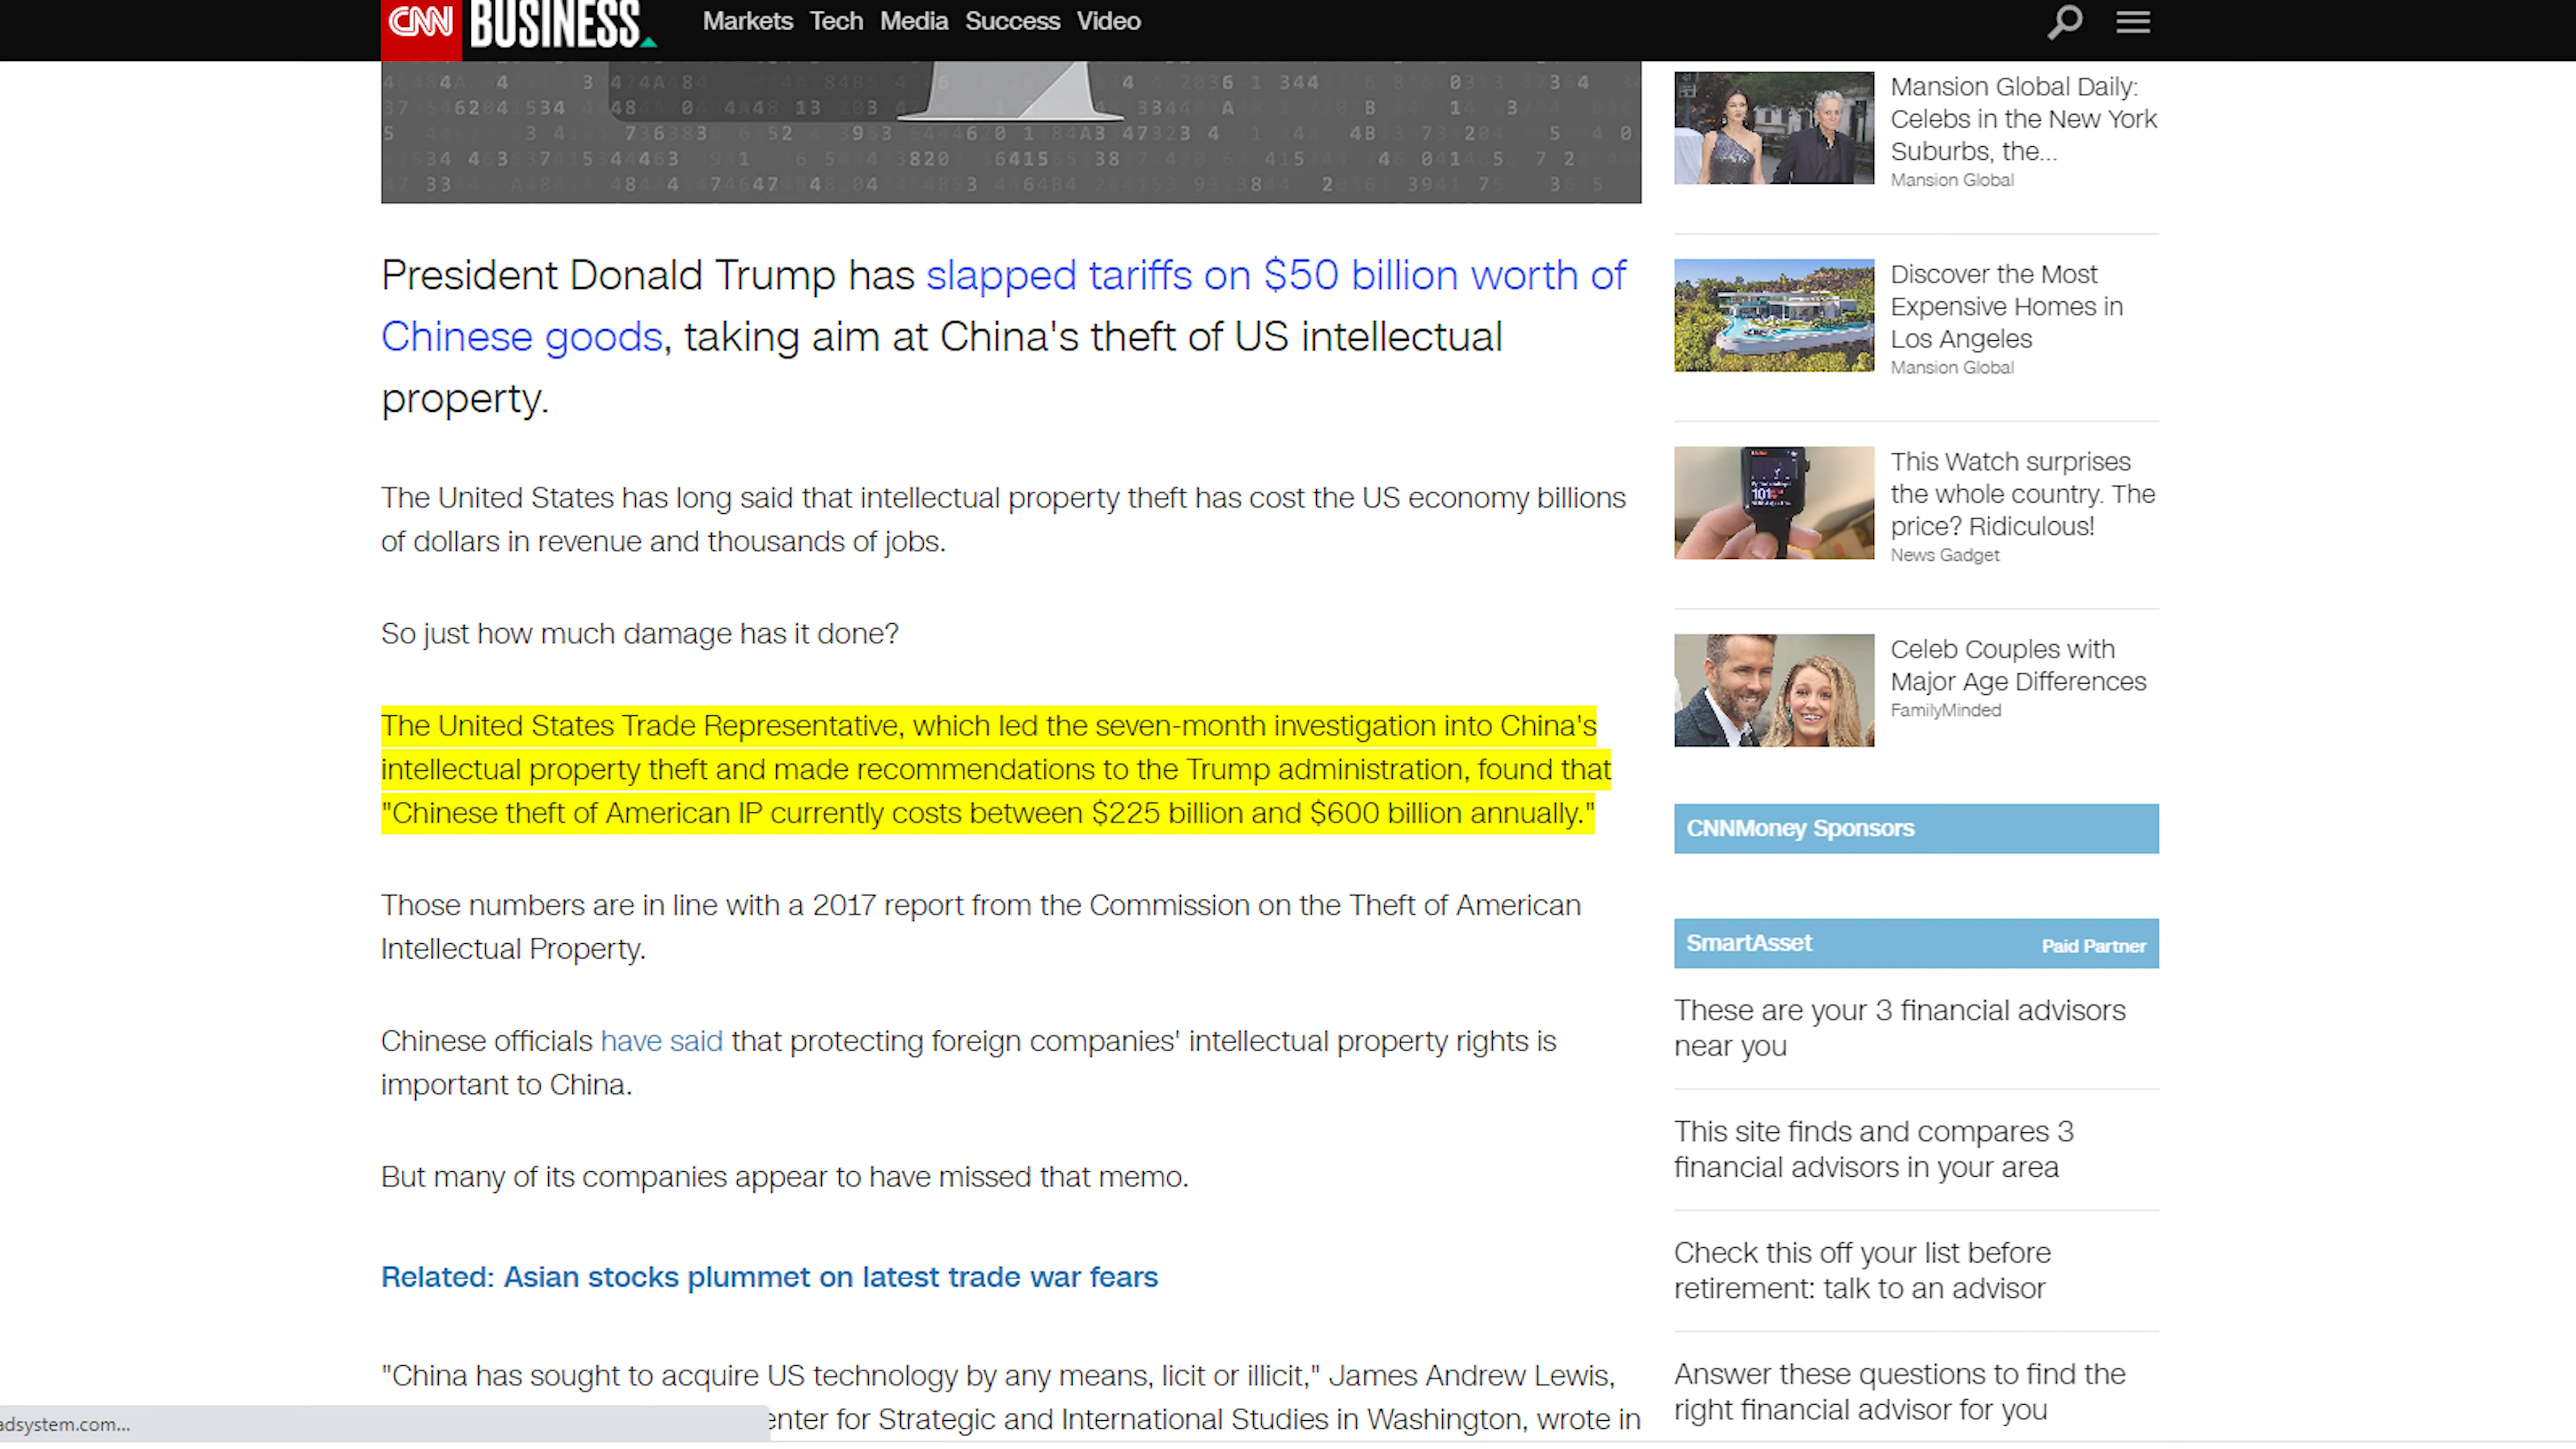 CNN BUSINESS
Markets Tech Media Success Video
President Donald Trump has slapped tariffs on $50 billion worth of
Chinese goods, taking aim at China's theft of US intellectual
property.
The United States has long said that intellectual property theft has cost the US economy billions
of dollars in revenue and thousands of jobs.
So just how much damage has it done?
The United States Trade Representative, which led the seven-month investigation into China's
intellectual property theft and made recommendations to the Trump administration, found that
"Chinese theft of American IP currently costs between $225 billion and $600 billion annually."
Those numbers are in line with a 2017 report from the Commission on the Theft of American
Intellectual Property.
Chinese officials have said that protecting foreign companies' intellectual property rights is
important to China.
But many of its companies appear to have missed that memo.
Related: Asian stocks plummet on latest trade war fears
"China has sought to acquire US technology by any means, licit or illicit," James Andrew Lewis,
enter for Strategic and International Studies in Washington, wrote in
adsystem.com...
Mansion Global Daily:
Celebs in the New York
Suburbs, the...
Mansion Global
Discover the Most
Expensive Homes in
Los Angeles
Mansion Global
This Watch surprises
the whole country. The
price? Ridiculous!
News Gadget
Celeb Couples with
Major Age Differences
FamilyMinded
CNNMoney Sponsors
SmartAsset Paid Partner
These are your 3 financial advisors
near you
This site finds and compares 3
financial advisors in your area
Check this off your list before
retirement: talk to an advisor
Answer these questions to find the
right financial advisor for you